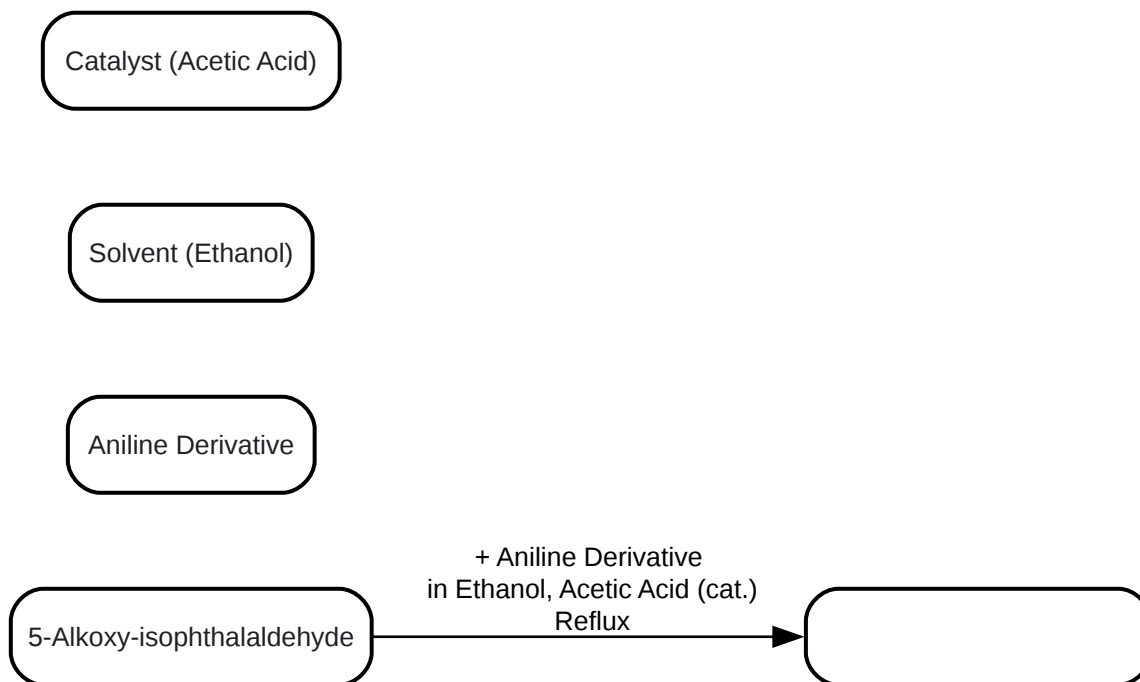 Catalyst (Acetic Acid)
Solvent (Ethanol)
Aniline Derivative
+ Aniline Derivative
in Ethanol, Acetic Acid (cat.)
Reflux
5-Alkoxy-isophthalaldehyde